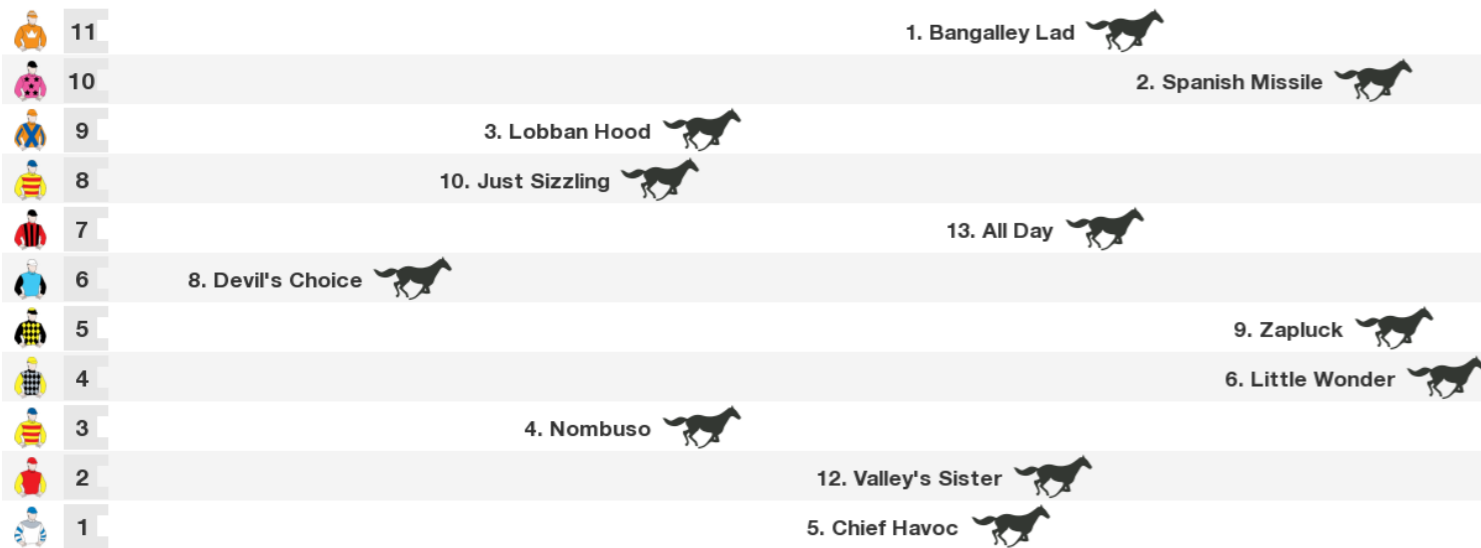 11 1. Bangalley Lad
10 2. Spanish Missile
9 3. Lobban Hood
8 10. Just Sizzling
7 13. All Day
6 8. Devil's Choice
5 9. Zapluck
4 6. Little Wonder
3 4. Nombuso
2 12. Valley's Sister
1 5. Chief Havoc